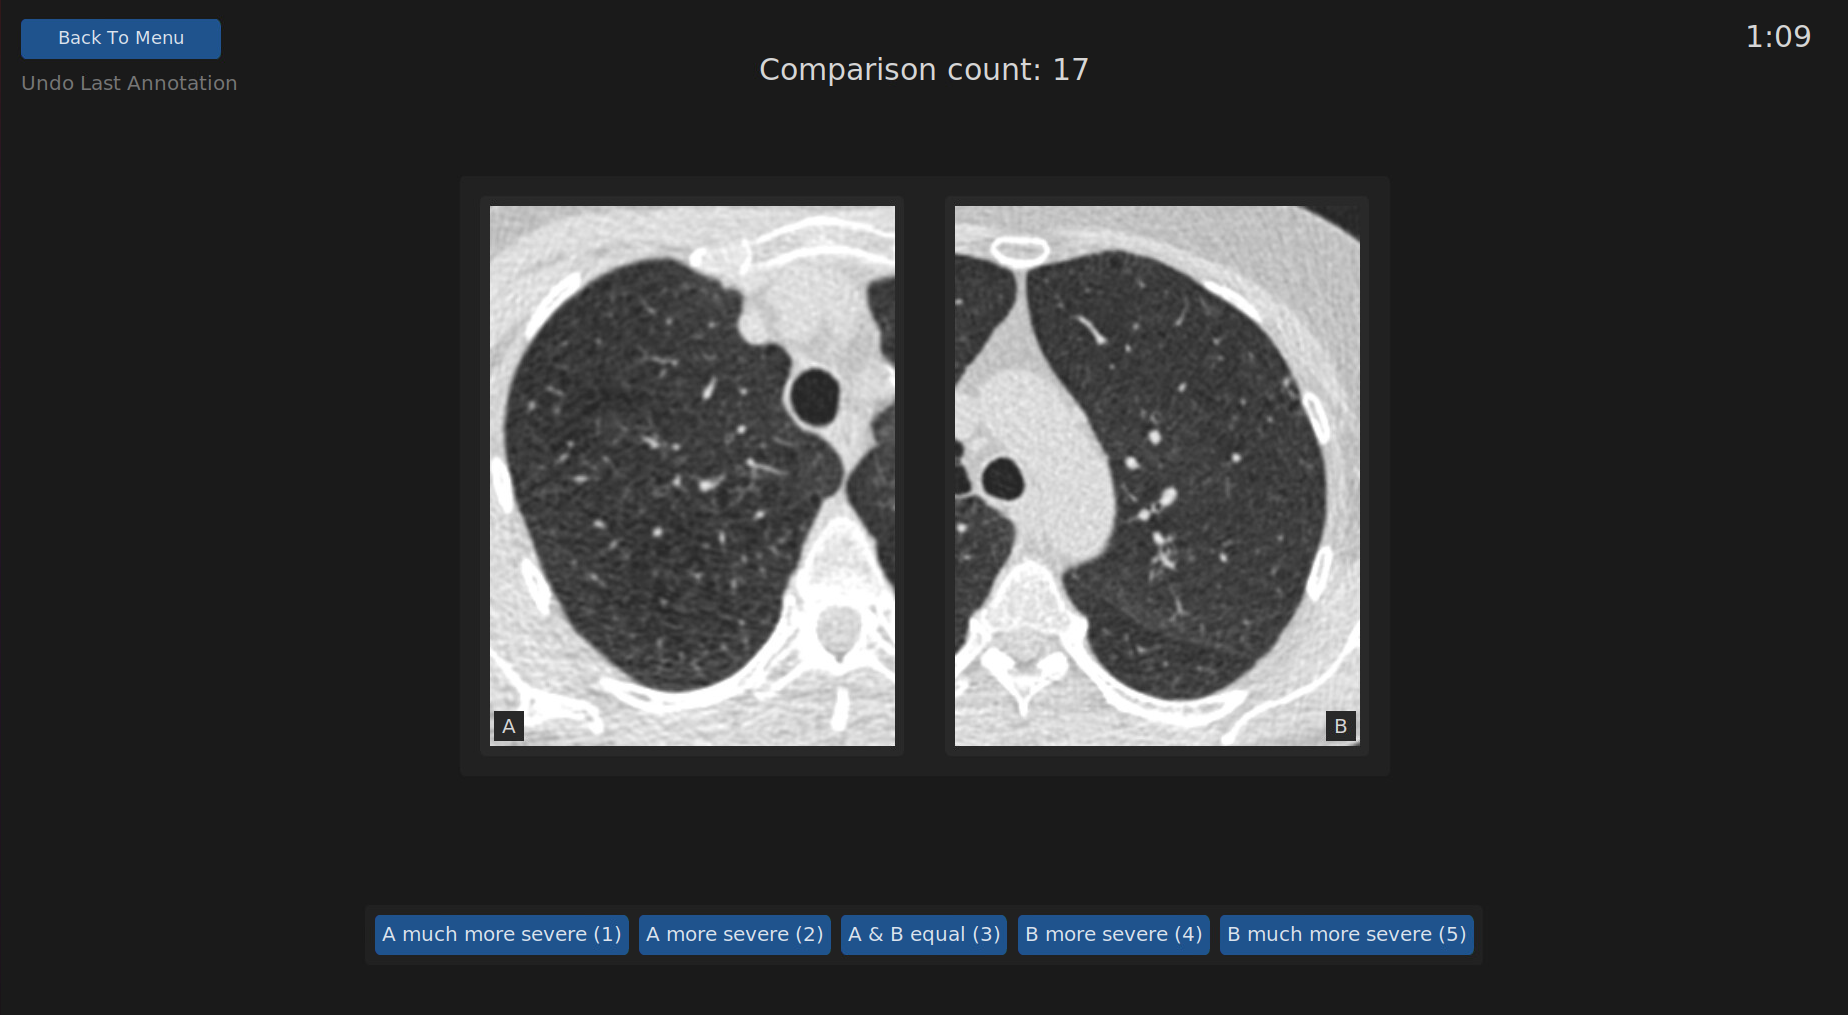 Back To Menu
1:09
Undo Last Annotation
Comparison count: 17
A
B
A much more severe (1)
A more severe (2)
A & B equal (3)
B more severe (4)
B much more severe (5)